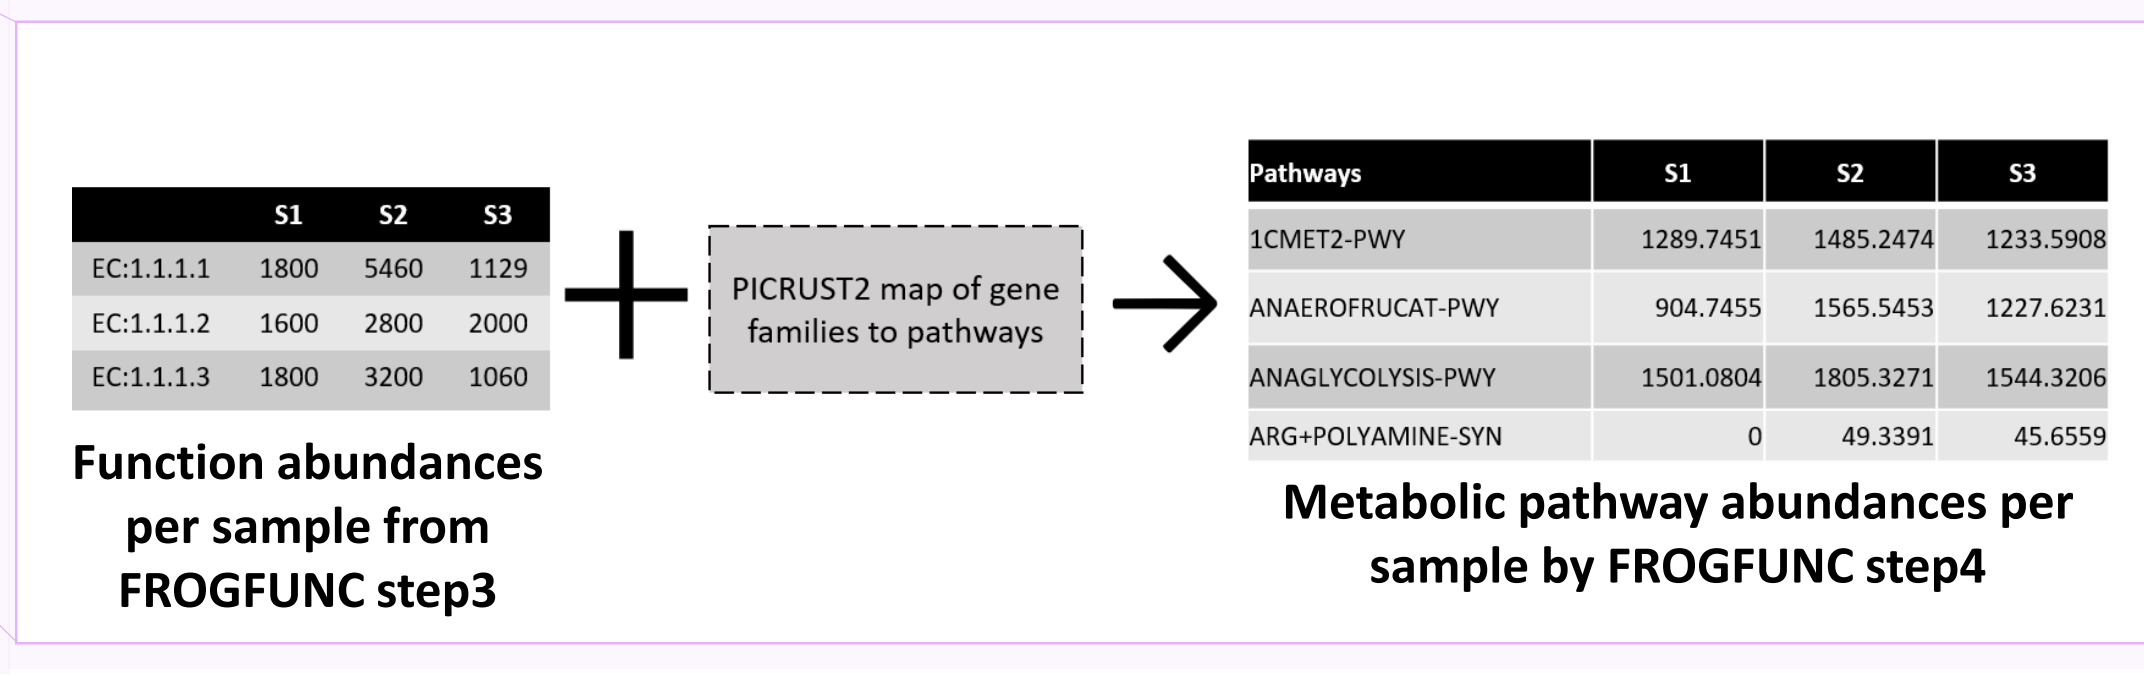 S1 S2 S3
EC:1.1.1.1 1800 5460 1129
EC:1.1.1.2 1600 2800 2000
EC:1.1.1.3 1800 3200 1060
Function abundances
per sample from
FROGFUNC step3
PICRUST2 map of gene
families to pathways
Pathways S1 S2 S3
1CMET2-PWY 1289.7451 1485.2474 1233.5908
ANAEROFRUCAT-PWY 904.7455 1565.5453 1227.6231
ANAGLYCOLYSIS-PWY 1501.0804 1805.3271 1544.3206
ARG+POLYAMINE-SYN 0 49.3391 45.6559
Metabolic pathway abundances per
sample by FROGFUNC step4